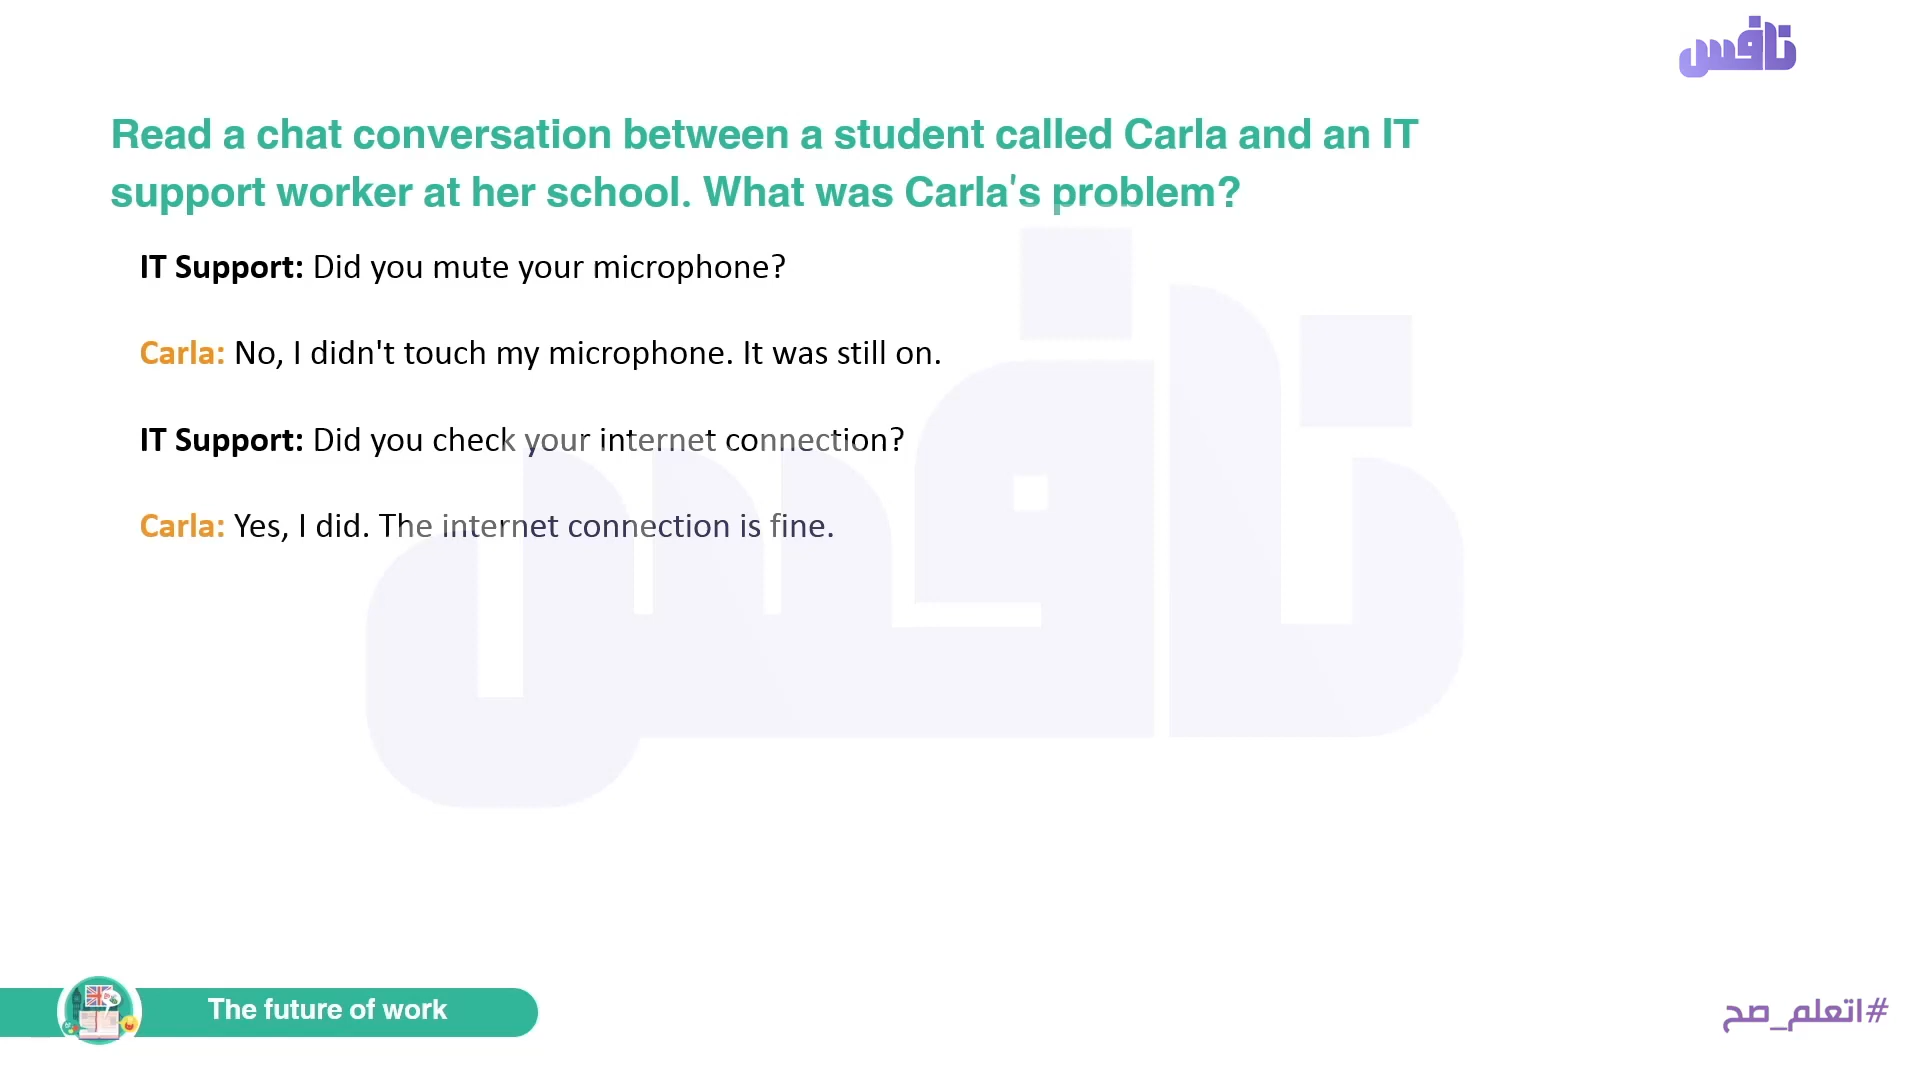 نافس
Read a chat conversation between a student called Carla and an IT
support worker at her school. What was Carla's problem?
IT Support: Did you mute your microphone?
Carla: No, I didn't touch my microphone. It was still on.
IT Support: Did you check your internet connection?
Carla: Yes, I did. The internet connection is fine.
نافس
The future of work
#اتعلم_صح